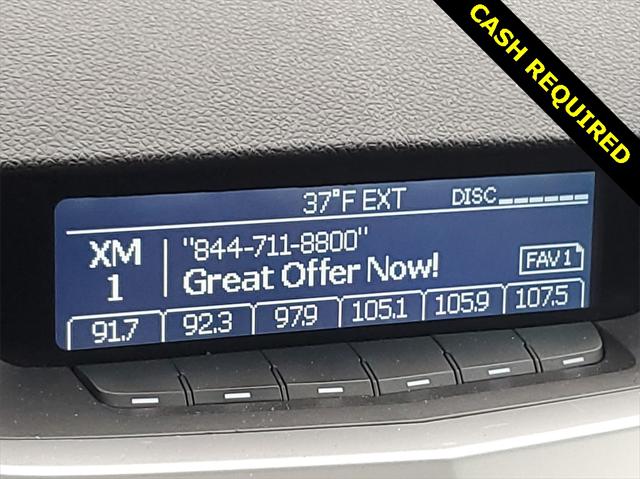 CASH REQUIRED
37°F EXT DISC
XM
1
"844-711-8800"
Great Offer Now!
FAV 1
91.7 92.3 97.9 105.1 105.9 107.5